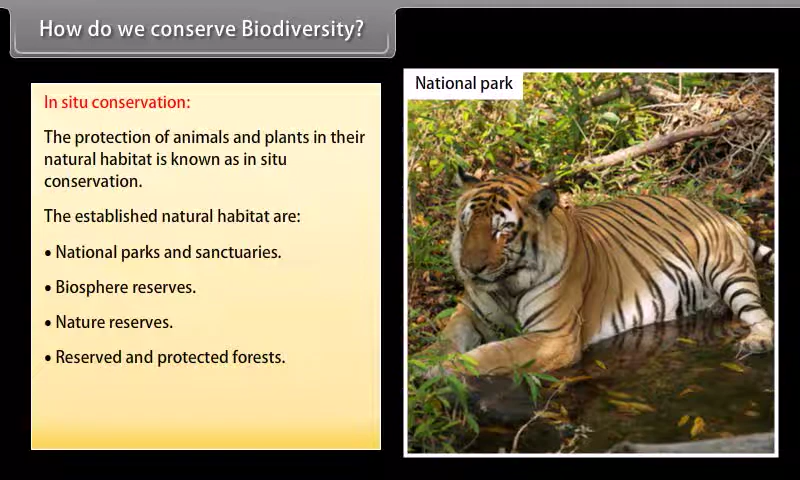 How do we conserve Biodiversity?
In situ conservation:
The protection of animals and plants in their
natural habitat is known as in situ
conservation.
The established natural habitat are:
• National parks and sanctuaries.
• Biosphere reserves.
• Nature reserves.
• Reserved and protected forests.
National park